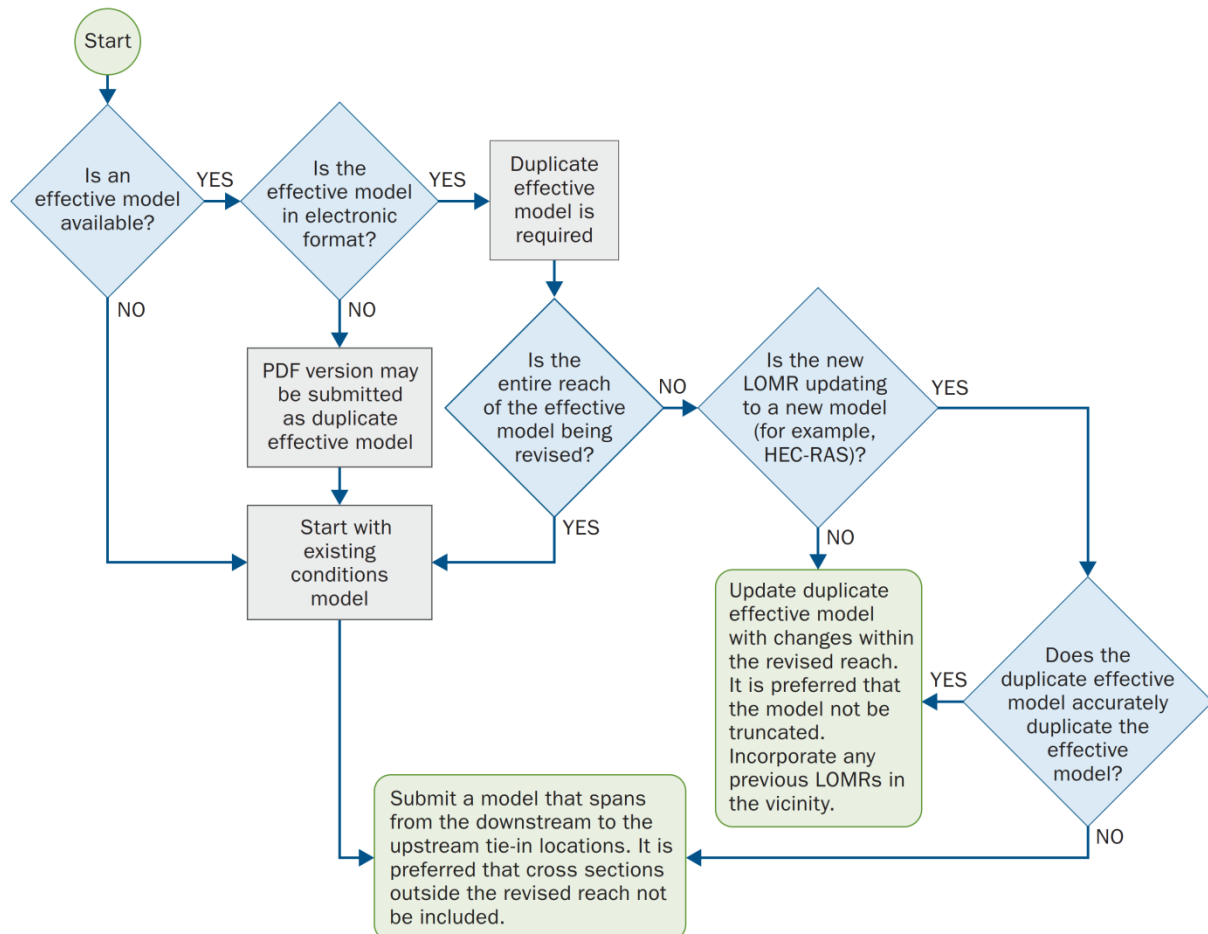 Start
Is an
effective model
available?
YES
NO
Is the
effective model
in electronic
format?
YES
NO
Duplicate
effective
model is
required
PDF version may
be submitted
as duplicate
effective model
Is the
entire reach
of the effective
model being
revised?
NO
YES
Is the new
LOMR updating
to a new model
(for example,
HEC-RAS)?
YES
NO
Start with
existing
conditions
model
Update duplicate
effective model
with changes within
the revised reach.
It is preferred that
the model not be
truncated.
Incorporate any
previous LOMRs in
the vicinity.
Does the
duplicate effective
model accurately
duplicate the
effective
model?
YES
NO
Submit a model that spans
from the downstream to the
upstream tie-in locations. It is
preferred that cross sections
outside the revised reach not
be included.